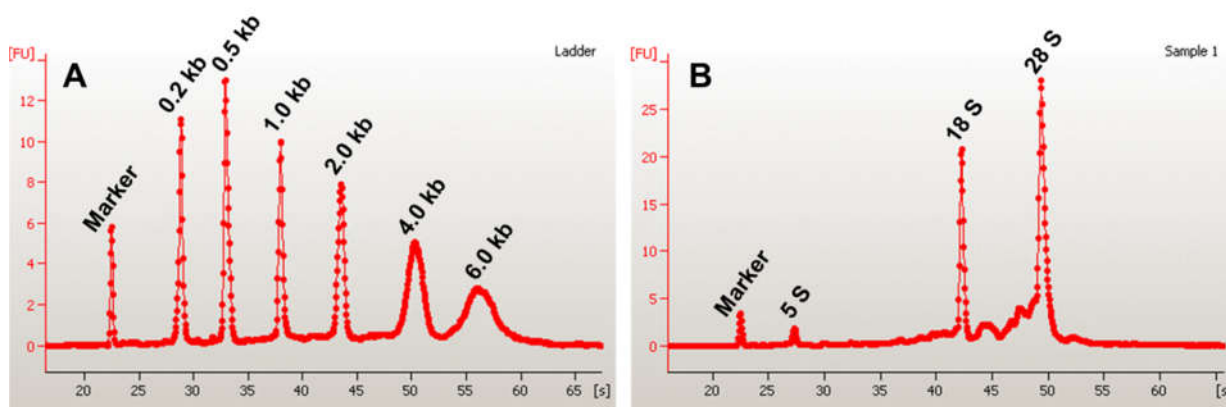 [FU]
A
Ladder
Marker
0.2 kb
0.5 kb
1.0 kb
2.0 kb
4.0 kb
6.0 kb
12
10
8
6
4
2
0
20 25 30 35 40 45 50 55 60 65 [s]
[FU]
B
Sample 1
Marker
5 S
18 S
28 S
25
20
15
10
5
0
20 25 30 35 40 45 50 55 60 [s]